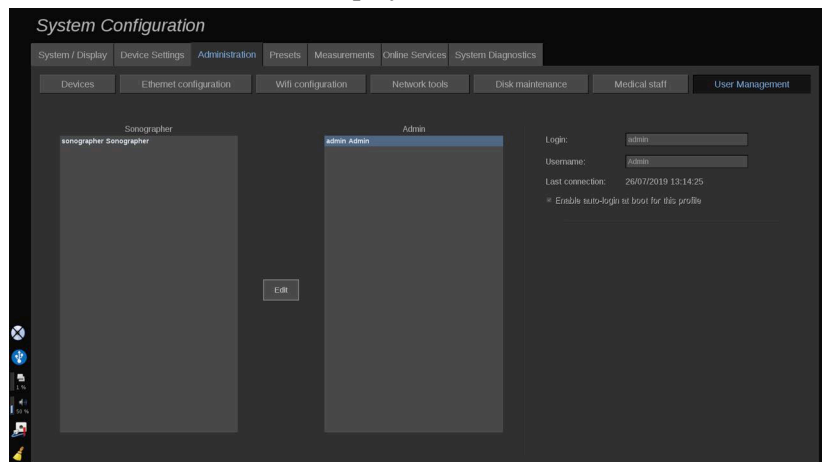 System Configuration
System / Display Device Settings Administration Presets Measurements Online Services System Diagnostics
Devices Ethernet configuration Wifi configuration Network tools Disk maintenance Medical staff User Management
Sonographer Admin
sonographer Sonographer admin Admin
Login: admin
Username: Admin
Last connection: 26/07/2019 13:14:25
Enable auto-login at boot for this profile
Edit
1 %
50 %